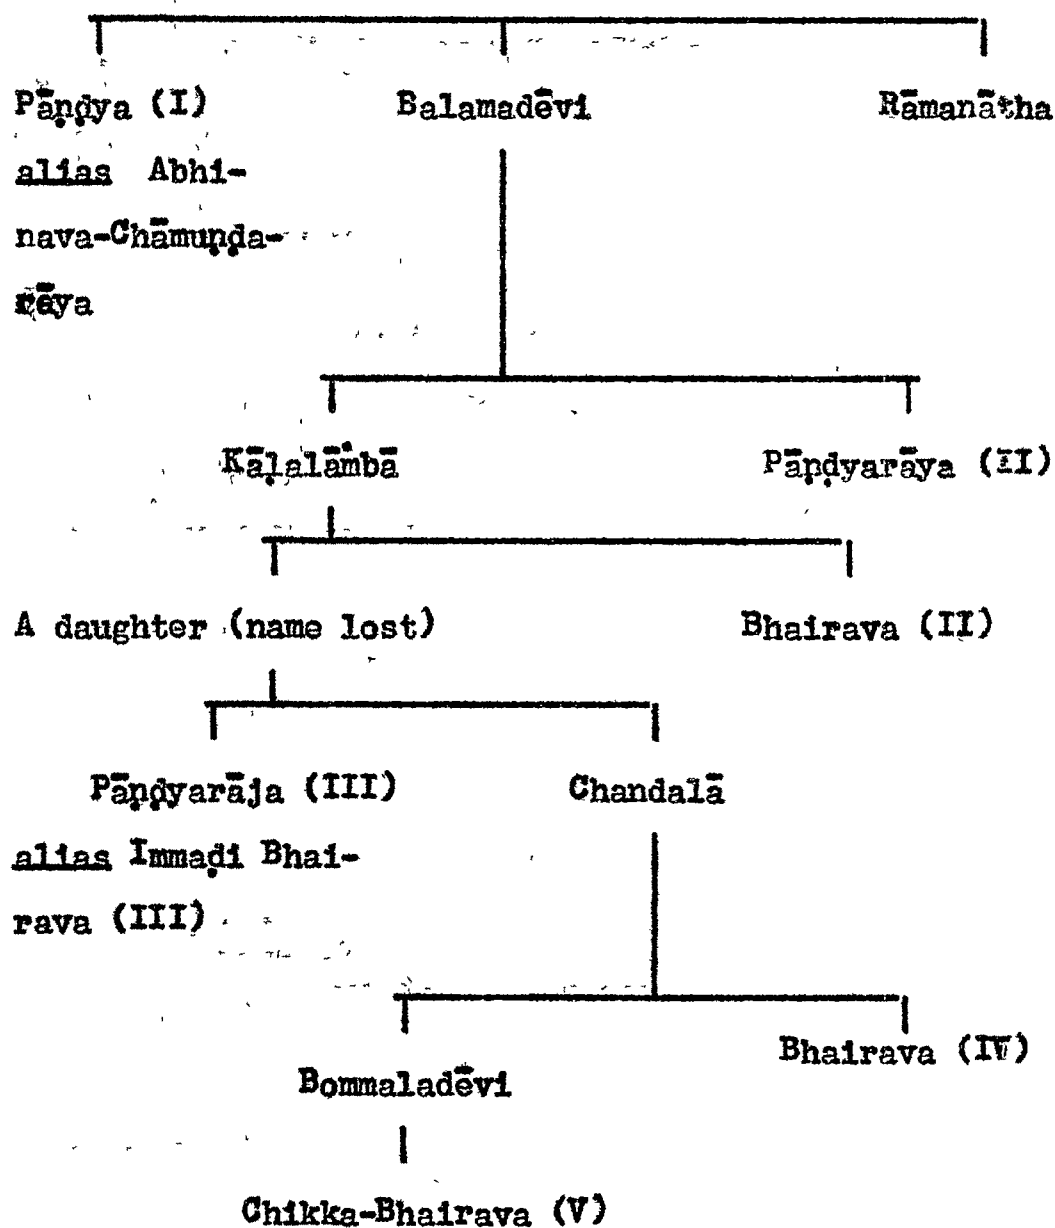 Pāṇḍya (I) Balamadēvi Rāmanātha
alias Abhi-
nava-Chāmuṇḍa-
rāya
Kāḷalāṁbā Pāṇḍyarāya (II)
A daughter (name lost) Bhairava (II)
Pāṇḍyarāja (III) Chandalā
alias Immaḍi Bhai-
rava (III)
Bhairava (IV)
Bommaladēvi
Chikka-Bhairava (V)